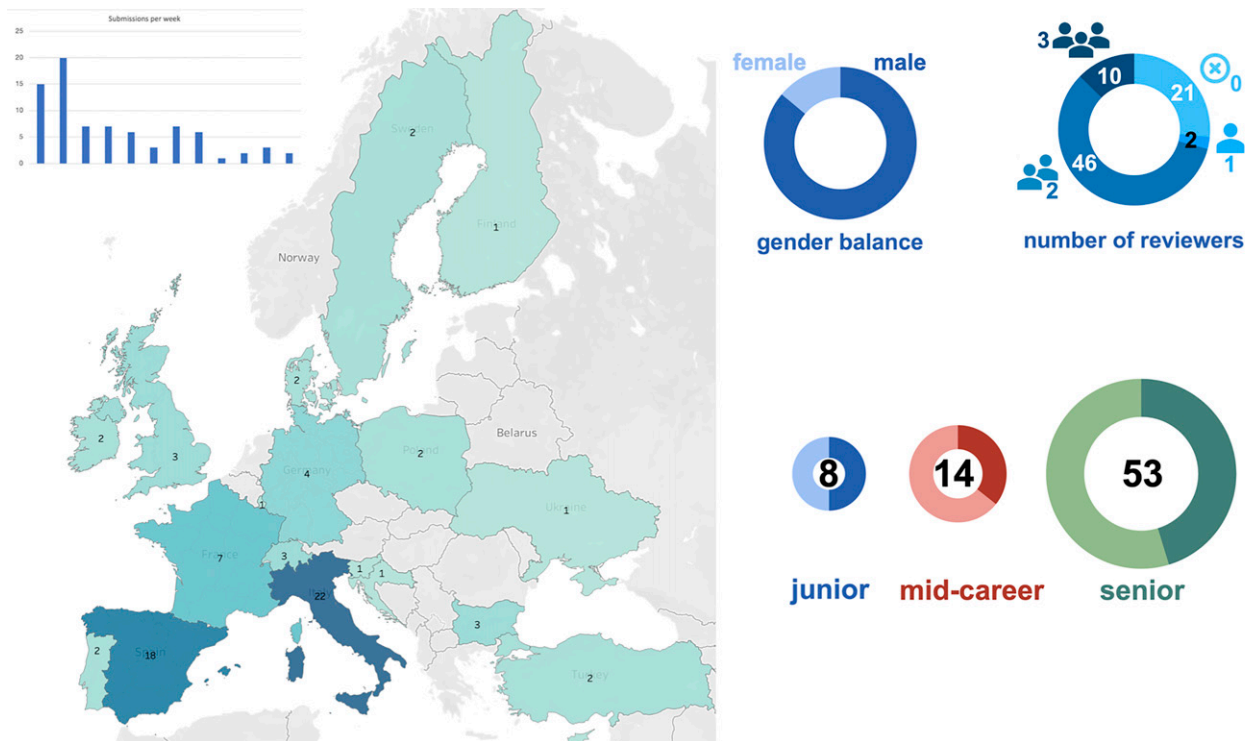 Submissions per week
25
20
15
10
5
0
female
male
gender balance
3
10
0
21
2
1
46
2
number of reviewers
Sweden
2
Finland
1
Norway
2
2
3
Belarus
Poland
2
Germany
4
1
Ukraine
1
France
7
3
1
1
Italy
22
3
2
Spain
18
Turkey
2
8
14
53
junior
mid-career
senior